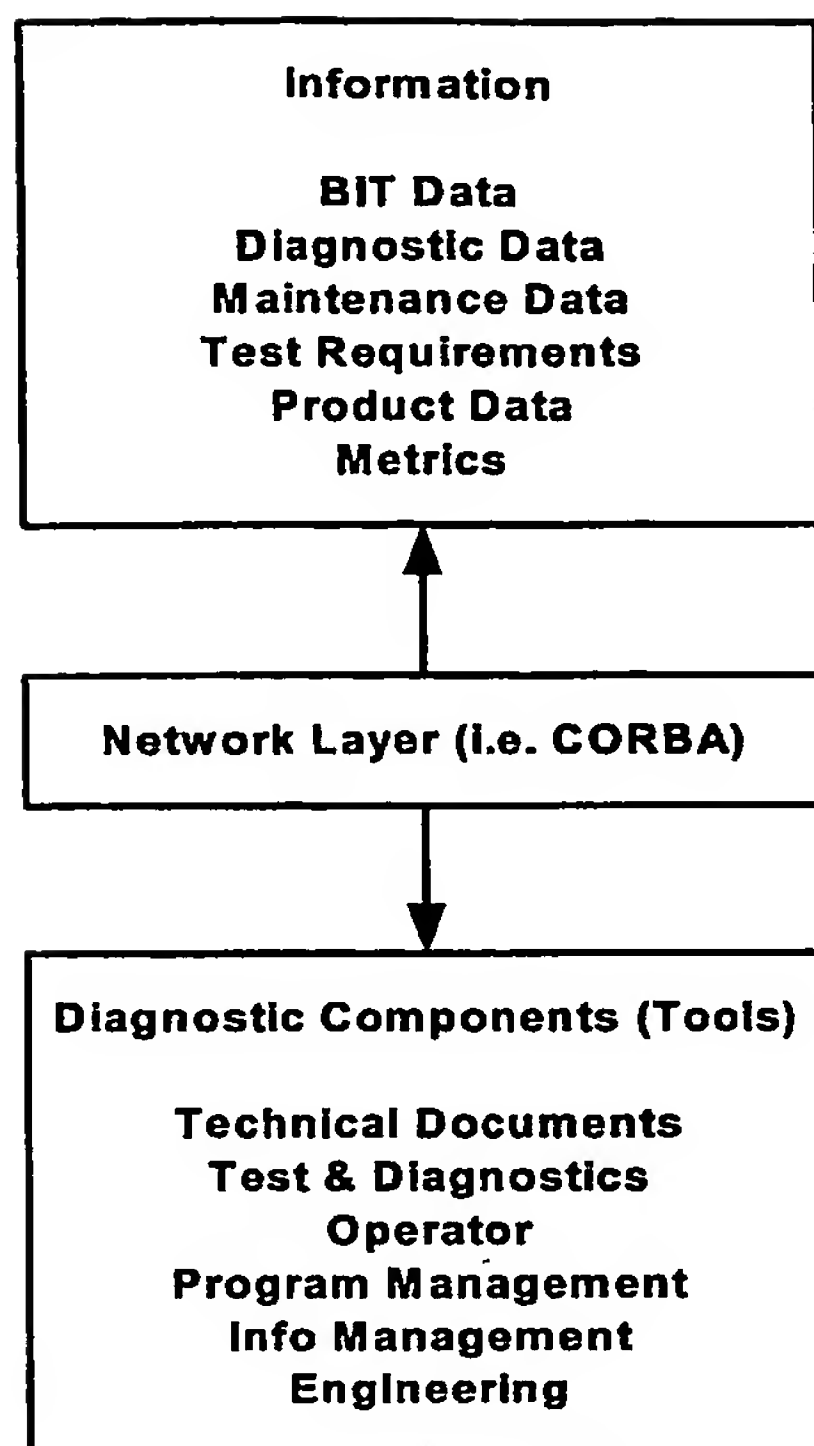 Information
BIT Data
Diagnostic Data
Maintenance Data
Test Requirements
Product Data
Metrics
Network Layer (i.e. CORBA)
Diagnostic Components (Tools)
Technical Documents
Test & Diagnostics
Operator
Program Management
Info Management
Engineering